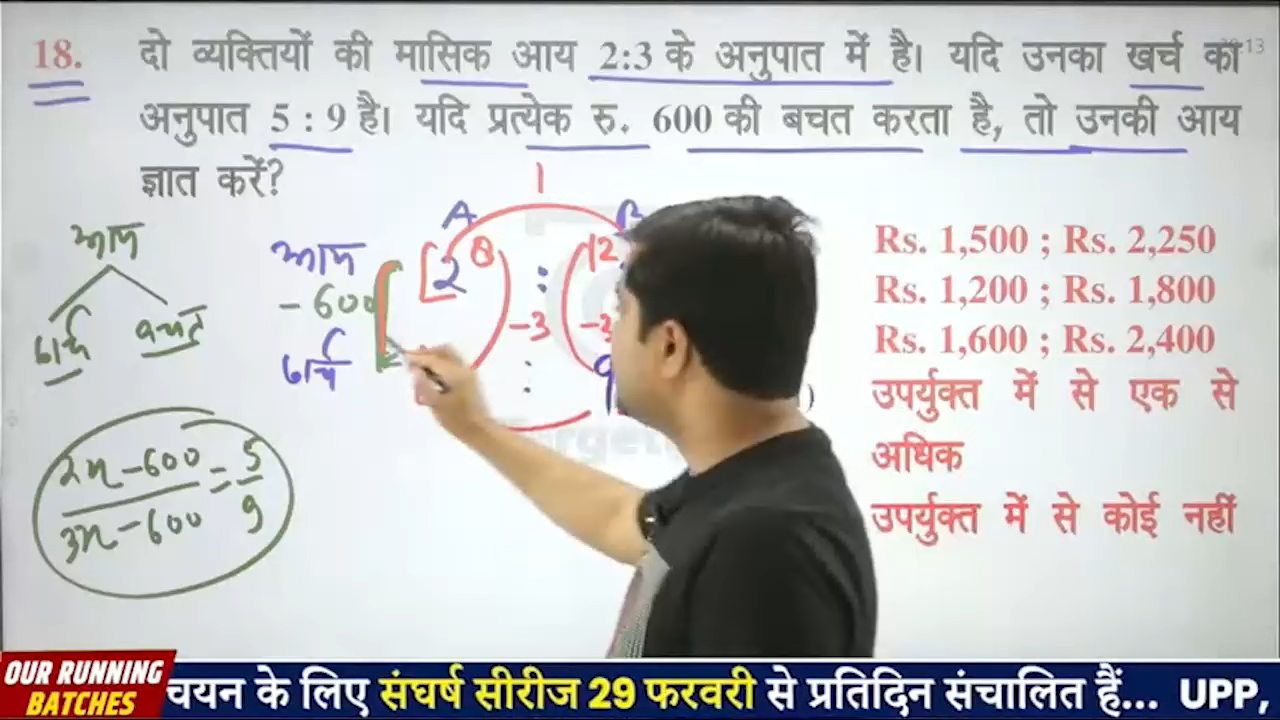 18. दो व्यक्तियों की मासिक आय 2:3 के अनुपात में है। यदि उनका खर्च का
अनुपात 5 : 9 है। यदि प्रत्येक रु. 600 की बचत करता है, तो उनकी आय
ज्ञात करें?
1
A
आय
आय
[2 8 : 12
- 600
-3 -3
खर्च बचत
खर्च
: 9
2x-600 = 5
3x-600 9
Rs. 1,500 ; Rs. 2,250
Rs. 1,200 ; Rs. 1,800
Rs. 1,600 ; Rs. 2,400
उपर्युक्त में से एक से
अधिक
उपर्युक्त में से कोई नहीं
OUR RUNNING
BATCHES
चयन के लिए संघर्ष सीरीज 29 फरवरी से प्रतिदिन संचालित हैं... UPP,